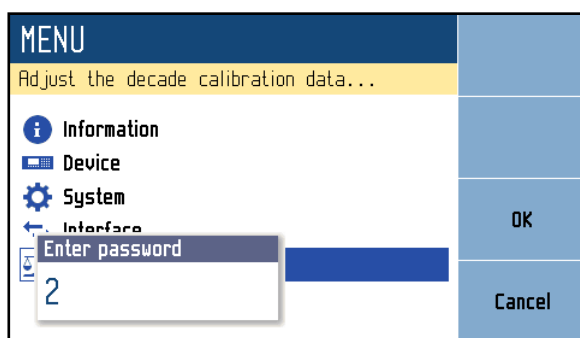 MENU
Adjust the decade calibration data...
Information
Device
System
Interface
Enter password
2
OK
Cancel